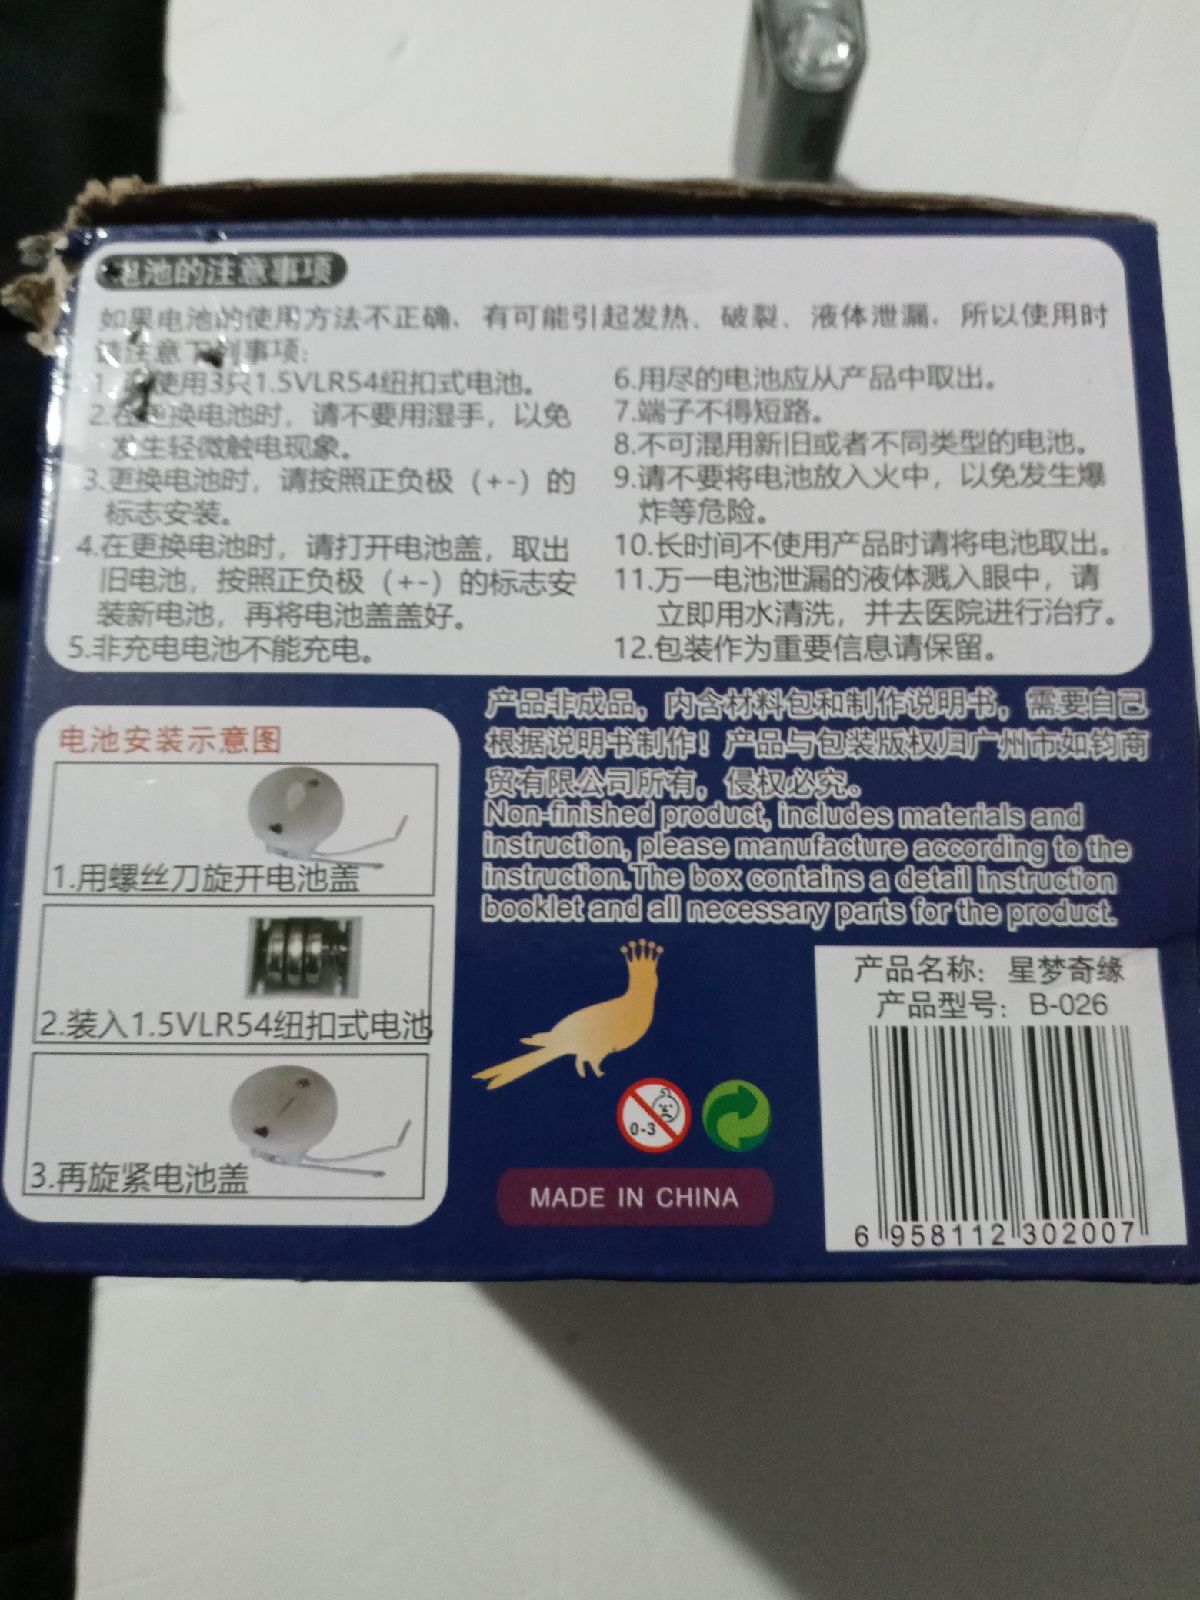 电池的注意事项
如果电池的使用方法不正确，有可能引起发热、破裂、液体泄漏，所以使用时
请注意下列事项：
1.使用3只1.5VLR54纽扣式电池。
2.在更换电池时，请不要用湿手，以免
发生轻微触电现象。
3.更换电池时，请按照正负极（+-）的
标志安装。
4.在更换电池时，请打开电池盖，取出
旧电池，按照正负极（+-）的标志安
装新电池，再将电池盖盖好。
5.非充电电池不能充电。
6.用尽的电池应从产品中取出。
7.端子不得短路。
8.不可混用新旧或者不同类型的电池。
9.请不要将电池放入火中，以免发生爆
炸等危险。
10.长时间不使用产品时请将电池取出。
11.万一电池泄漏的液体溅入眼中，请
立即用水清洗，并去医院进行治疗。
12.包装作为重要信息请保留。
电池安装示意图
1.用螺丝刀旋开电池盖
2.装入1.5VLR54纽扣式电池
3.再旋紧电池盖
产品非成品，内含材料包和制作说明书，需要自己
根据说明书制作！产品与包装版权归广州市如钧商
贸有限公司所有，侵权必究。
Non-finished product, includes materials and
instruction, please manufacture according to the
instruction.The box contains a detail instruction
booklet and all necessary parts for the product.
0-3
MADE IN CHINA
产品名称：星梦奇缘
产品型号：B-026
6 958112 302007